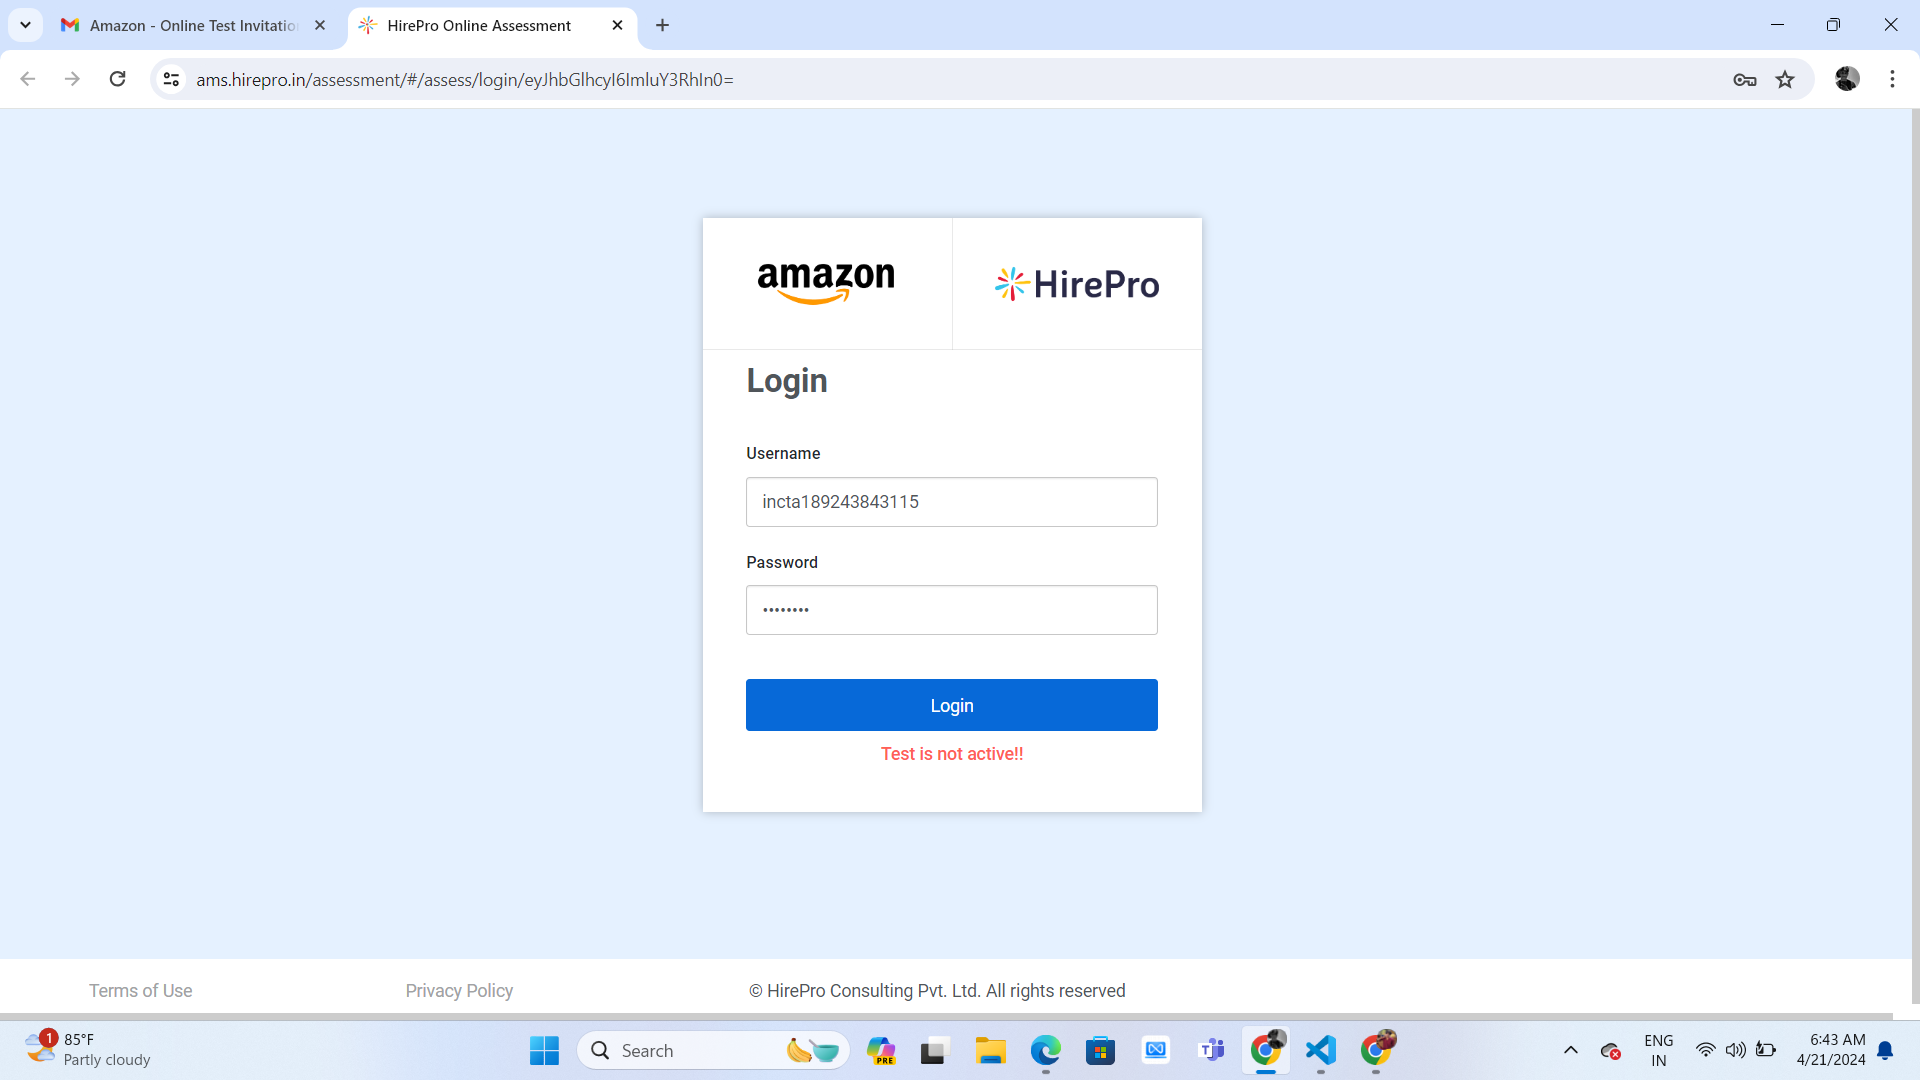 Amazon - Online Test Invitatio
HirePro Online Assessment
ams.hirepro.in/assessment/#/assess/login/eyJhbGlhcyI6ImluY3RhIn0=
amazon
HirePro
Login
Username
incta189243843115
Password
••••••••
Login
Test is not active!!
Terms of Use
Privacy Policy
© HirePro Consulting Pvt. Ltd. All rights reserved
1
85°F
Partly cloudy
Search
PRE
ENG
IN
6:43 AM
4/21/2024